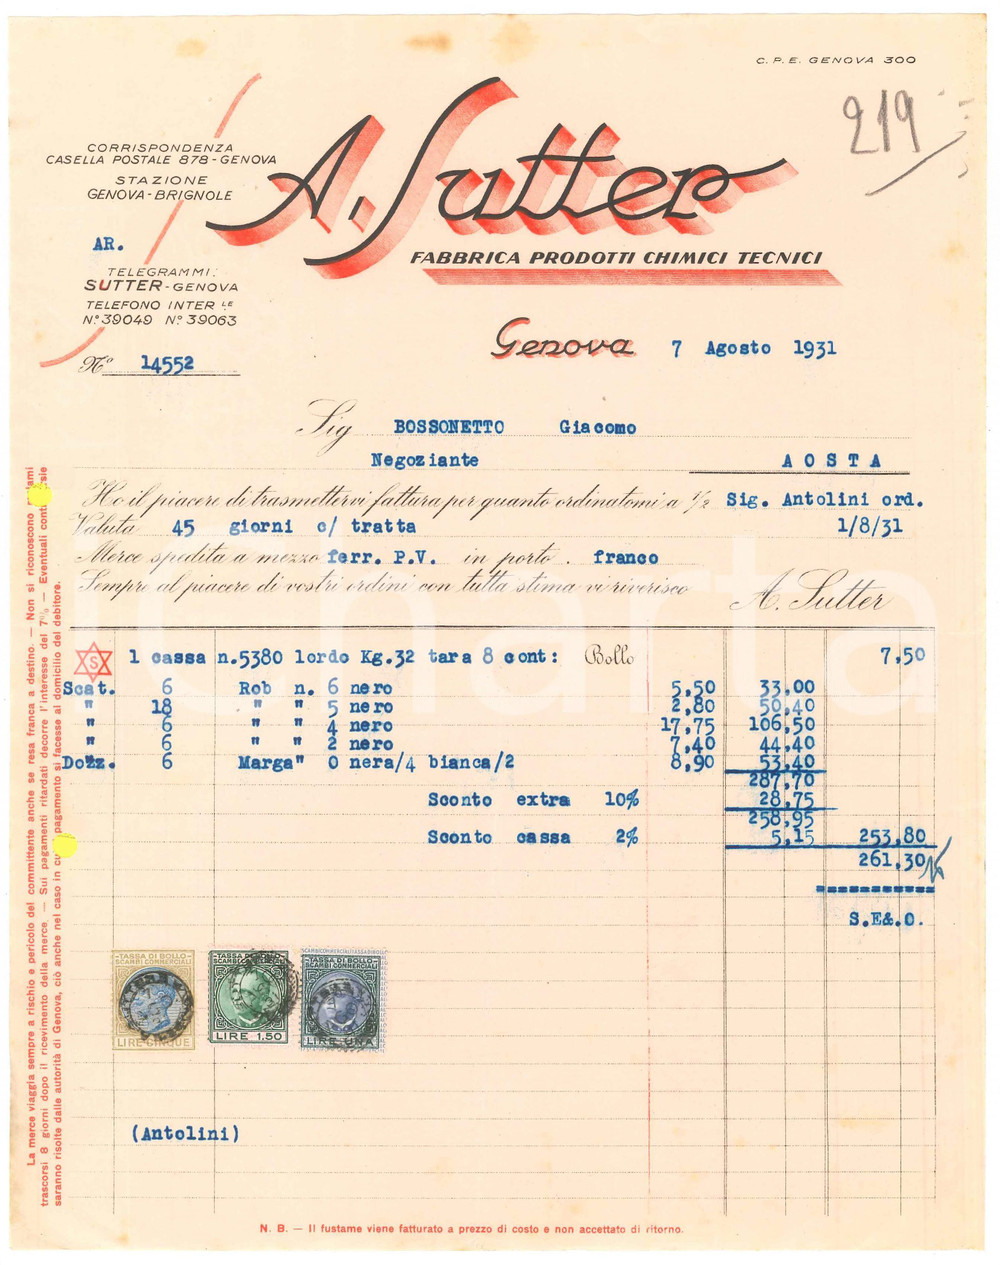 C. P. E. GENOVA 300
219
CORRISPONDENZA
CASELLA POSTALE 878 - GENOVA
STAZIONE
GENOVA - BRIGNOLE
A. Sutter
FABBRICA PRODOTTI CHIMICI TECNICI
AR.
TELEGRAMMI:
SUTTER - GENOVA
TELEFONO INTER LE
N° 39049 N° 39063
Genova 7 Agosto 1931
N° 14552
Sig BOSSONETTO Giacomo
Negoziante A O S T A
Ho il piacere di trasmettervi fattura per quanto ordinatomi a ½ Sig. Antolini ord.
Valuta 45 giorni c/ tratta 1/8/31
Merce spedita a mezzo ferr. P.V. in porto . franco
Sempre al piacere di vostri ordini con tutta stima vi riverisco
A. Sutter
S 1 cassa n.5380 lordo Kg.32 tara 8 cont: Bollo 7,50
Scat. 6 Rob n. 6 nero 5,50 33,00
" 18 " " 5 nero 2,80 50,40
" 6 " " 4 nero 17,75 106,50
" 6 " " 2 nero 7,40 44,40
Dozz. 6 Marga " 0 nera/4 bianca/2 8,90 53,40
287,70
Sconto extra 10% 28,75
258,95
Sconto cassa 2% 5,15 253,80
261,30
S.E&.O.
TASSA DI BOLLO
SCAMBI COMMERCIALI
LIRE CINQUE
TASSA DI BOLLO
SCAMBI COMMERCIALI
LIRE 1.50
TASSA DI BOLLO
SCAMBI COMMERCIALI
LIRE UNA
(Antolini)
N. B. — Il fustame viene fatturato a prezzo di costo e non accettato di ritorno.
La merce viaggia sempre a rischio e pericolo del committente anche se resa franca a destino. — Non si riconoscono
trascorsi 8 giorni dopo il ricevimento della merce. — Sui pagamenti ritardati decorre l'interesse del 7% — Eventuali
saranno risolte dalle autorità di Genova, ciò anche nel caso in cui pagamento si facesse al domicilio del debitore.